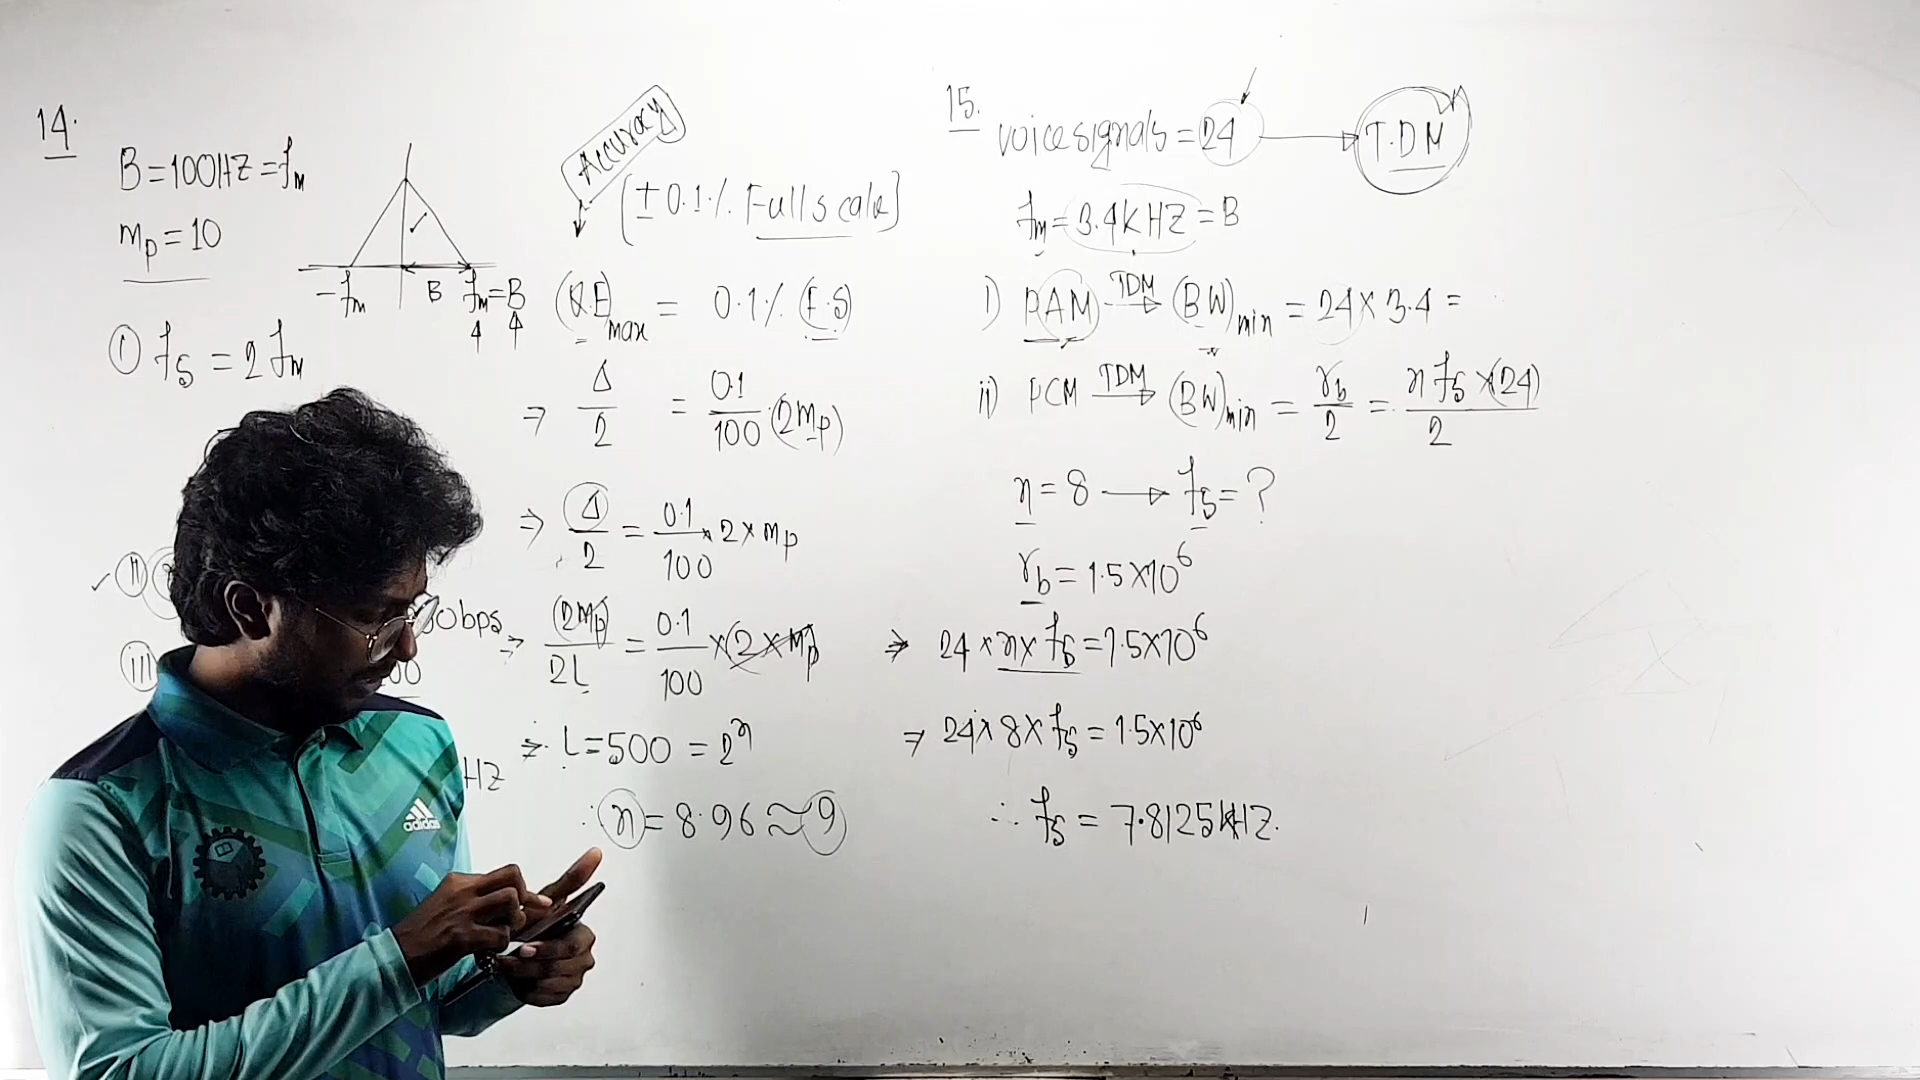 14.
B = 100HZ = fm
mp = 10
-fm B fm = B
① fs = 2fm
ii
0bps
iii
00
HZ
Accuracy
[± 0.1% Full scale]
(Q.E)max = 0.1% (F.S)
⇒ Δ/2 = 0.1/100 (2mp)
⇒ Δ/2 = 0.1/100 × 2 × mp
⇒ (2mp)/2L = 0.1/100 × (2 × mp)
⇒ L = 500 = 2^n
∴ n = 8.96 ≈ 9
adidas
15.
voice signals = 24 → T.D.M
fm = 3.4kHZ = B
i) PAM TDM→ (BW)min = 24 × 3.4 =
ii) PCM TDM→ (BW)min = rb/2 = n fs × (24)/2
n = 8 → fs = ?
rb = 1.5 × 10^6
⇒ 24 × n × fs = 1.5 × 10^6
⇒ 24 × 8 × fs = 1.5 × 10^6
∴ fs = 7.8125kHZ.